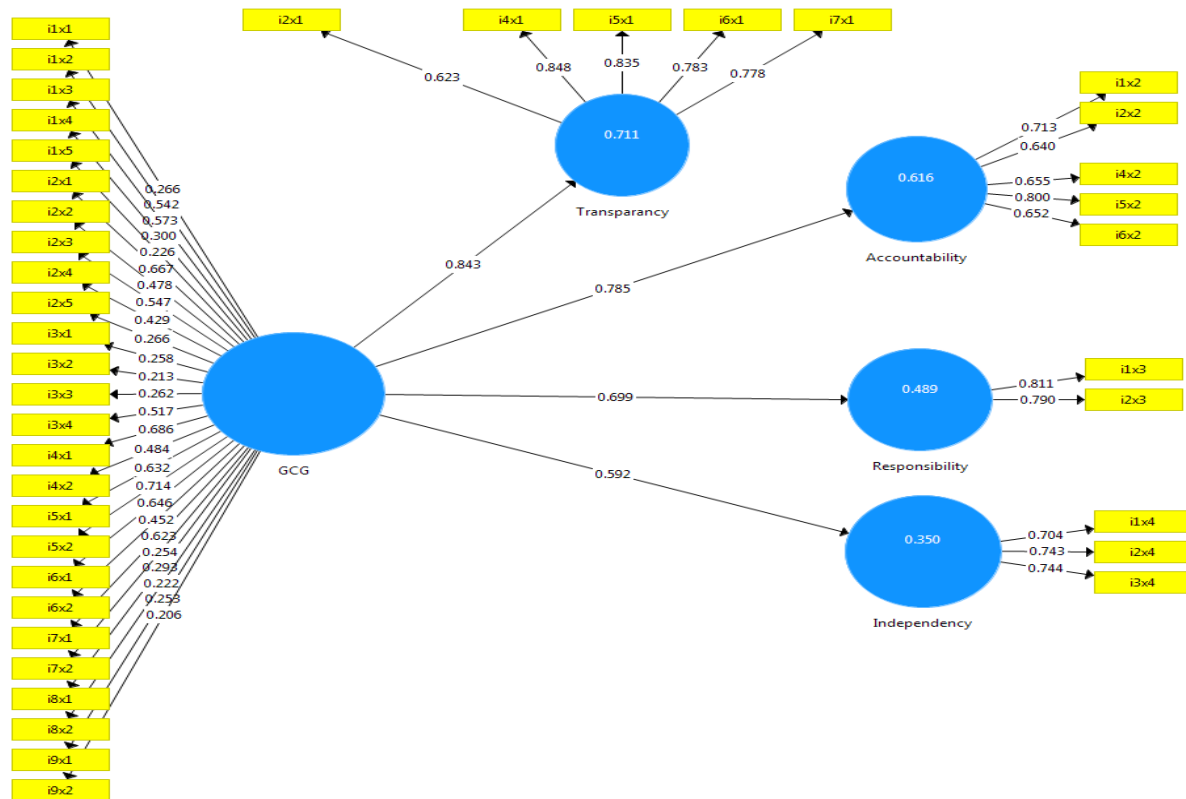 i1x1
i1x2
i1x3
i1x4
i1x5
i2x1
i2x2
i2x3
i2x4
i2x5
i3x1
i3x2
i3x3
i3x4
i4x1
i4x2
i5x1
i5x2
i6x1
i6x2
i7x1
i7x2
i8x1
i8x2
i9x1
i9x2
0.266
0.542
0.573
0.300
0.226
0.667
0.478
0.547
0.429
0.266
0.258
0.213
0.262
0.517
0.686
0.484
0.632
0.714
0.646
0.452
0.623
0.254
0.293
0.222
0.253
0.206
GCG
0.843
0.785
0.699
0.592
i2x1
i4x1
i5x1
i6x1
i7x1
0.623
0.848
0.835
0.783
0.778
0.711
Transparancy
0.616
Accountability
0.713
0.640
0.655
0.800
0.652
i1x2
i2x2
i4x2
i5x2
i6x2
0.489
Responsibility
0.811
0.790
i1x3
i2x3
0.350
Independency
0.704
0.743
0.744
i1x4
i2x4
i3x4